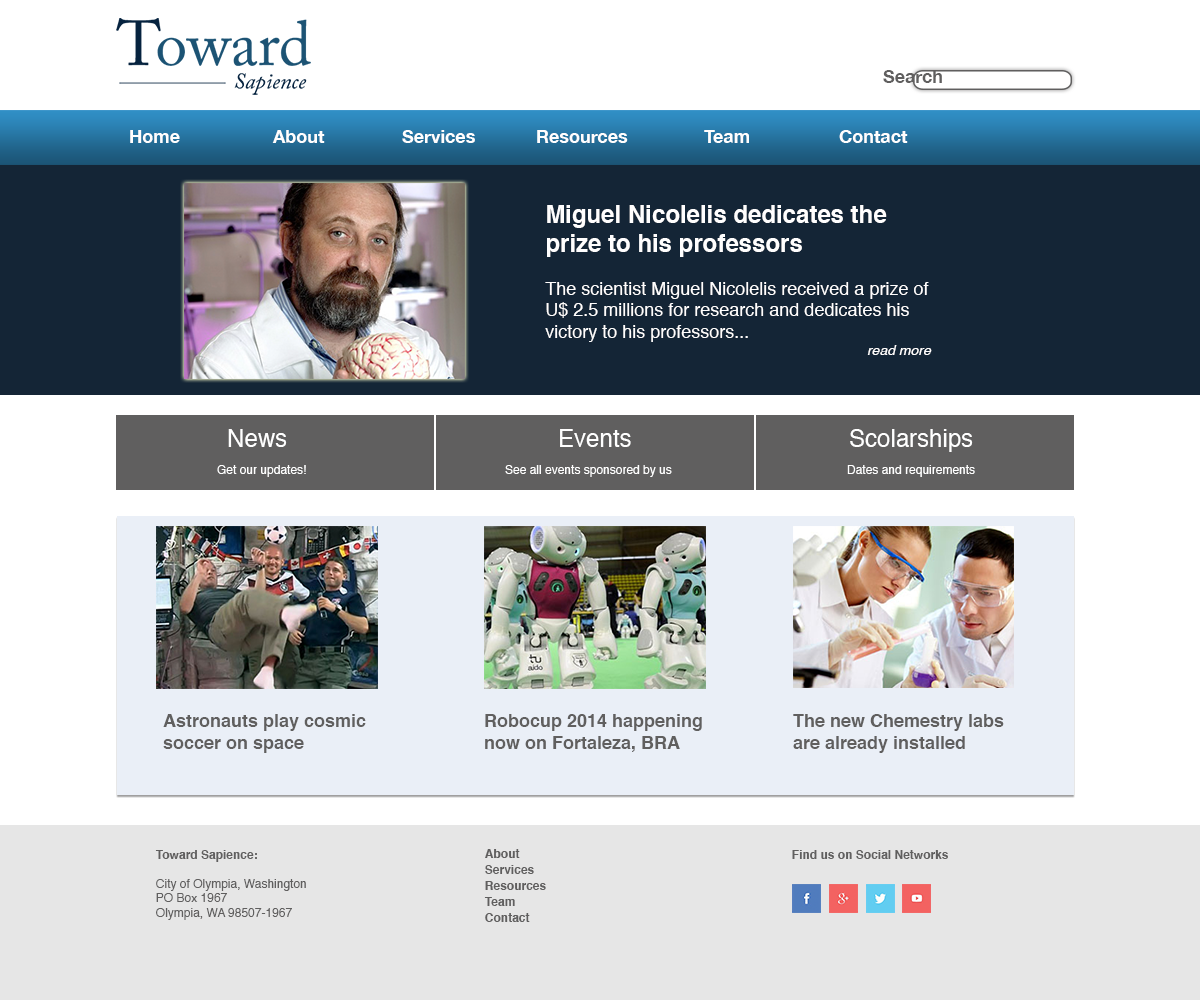 Toward
Sapience
Search
Home About Services Resources Team Contact
Miguel Nicolelis dedicates the
prize to his professors
The scientist Miguel Nicolelis received a prize of
U$ 2.5 millions for research and dedicates his
victory to his professors...
read more
News
Get our updates!
Events
See all events sponsored by us
Scolarships
Dates and requirements
tu
aido
Astronauts play cosmic
soccer on space
Robocup 2014 happening
now on Fortaleza, BRA
The new Chemestry labs
are already installed
Toward Sapience:
City of Olympia, Washington
PO Box 1967
Olympia, WA 98507-1967
About
Services
Resources
Team
Contact
Find us on Social Networks